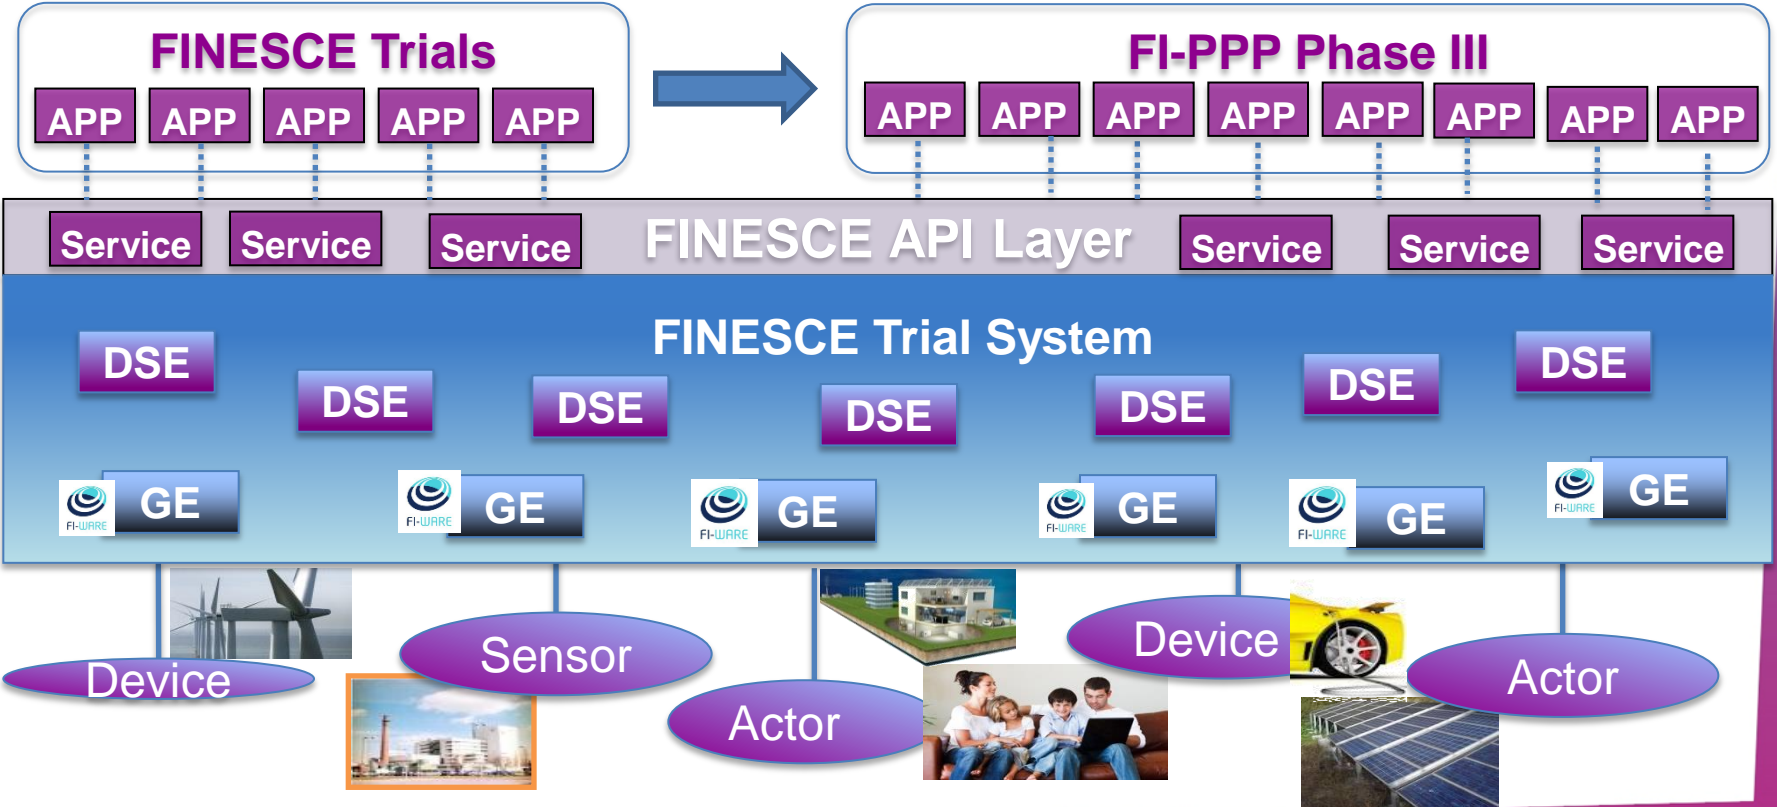 FINESCE Trials
FI-PPP Phase III
APP APP APP APP APP
APP APP APP APP APP APP APP APP
FINESCE API Layer
Service Service Service Service Service Service
FINESCE Trial System
DSE DSE DSE DSE DSE DSE DSE
FI-WARE GE FI-WARE GE FI-WARE GE FI-WARE GE FI-WARE GE FI-WARE GE
Device Sensor Actor Device Actor